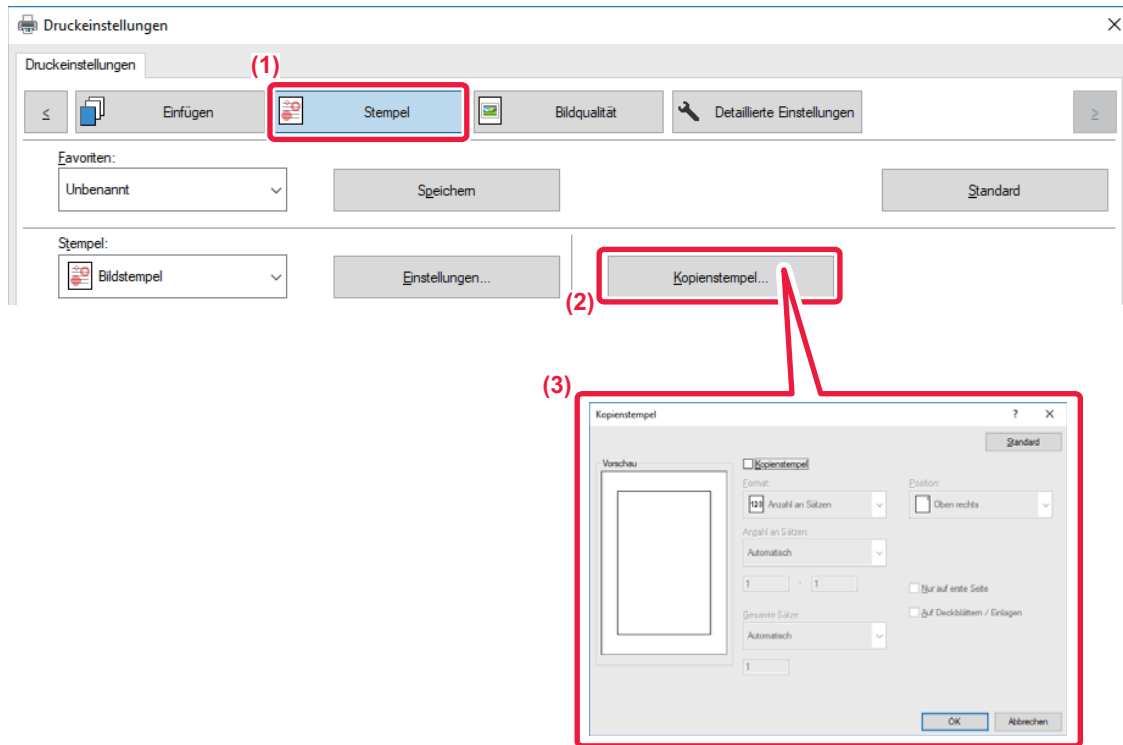 Druckeinstellungen
Druckeinstellungen
(1)
≤ Einfügen Stempel Bildqualität Detaillierte Einstellungen ≥
Favoriten:
Unbenannt Speichern Standard
Stempel:
Bildstempel Einstellungen... Kopienstempel...
(2)
(3)
Kopienstempel ? X
Standard
Vorschau Kopienstempel
Format: Position:
123 Anzahl an Sätzen Oben rechts
Anzahl an Sätzen:
Automatisch
1 - 1 Nur auf erste Seite
Auf Deckblättern / Einlagen
Gesamte Sätze:
Automatisch
1
OK Abbrechen